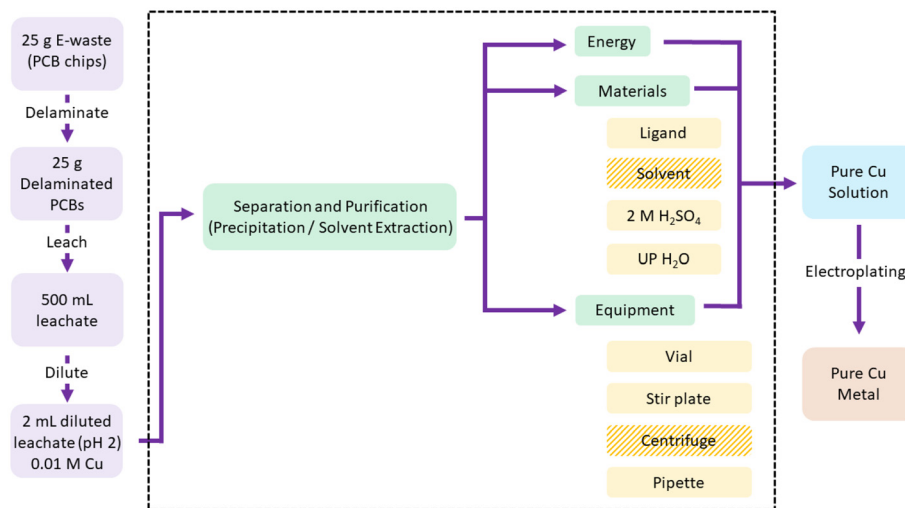 25 g E-waste
(PCB chips)
Delaminate
25 g
Delaminated
PCBs
Leach
500 mL
leachate
Dilute
2 mL diluted
leachate (pH 2)
0.01 M Cu
Separation and Purification
(Precipitation / Solvent Extraction)
Energy
Materials
Ligand
Solvent
2 M H₂SO₄
UP H₂O
Equipment
Vial
Stir plate
Centrifuge
Pipette
Pure Cu
Solution
Electroplating
Pure Cu
Metal